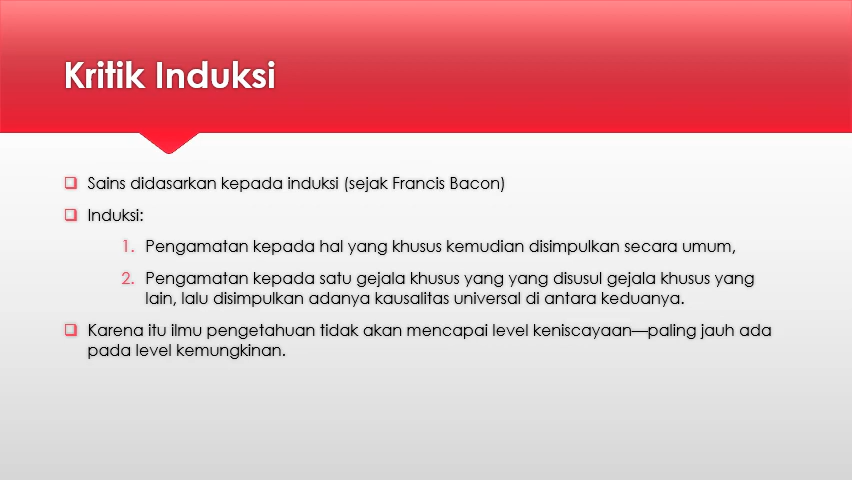 Kritik Induksi
Sains didasarkan kepada induksi (sejak Francis Bacon)
Induksi:
1. Pengamatan kepada hal yang khusus kemudian disimpulkan secara umum,
2. Pengamatan kepada satu gejala khusus yang yang disusul gejala khusus yang
lain, lalu disimpulkan adanya kausalitas universal di antara keduanya.
Karena itu ilmu pengetahuan tidak akan mencapai level keniscayaan—paling jauh ada
pada level kemungkinan.